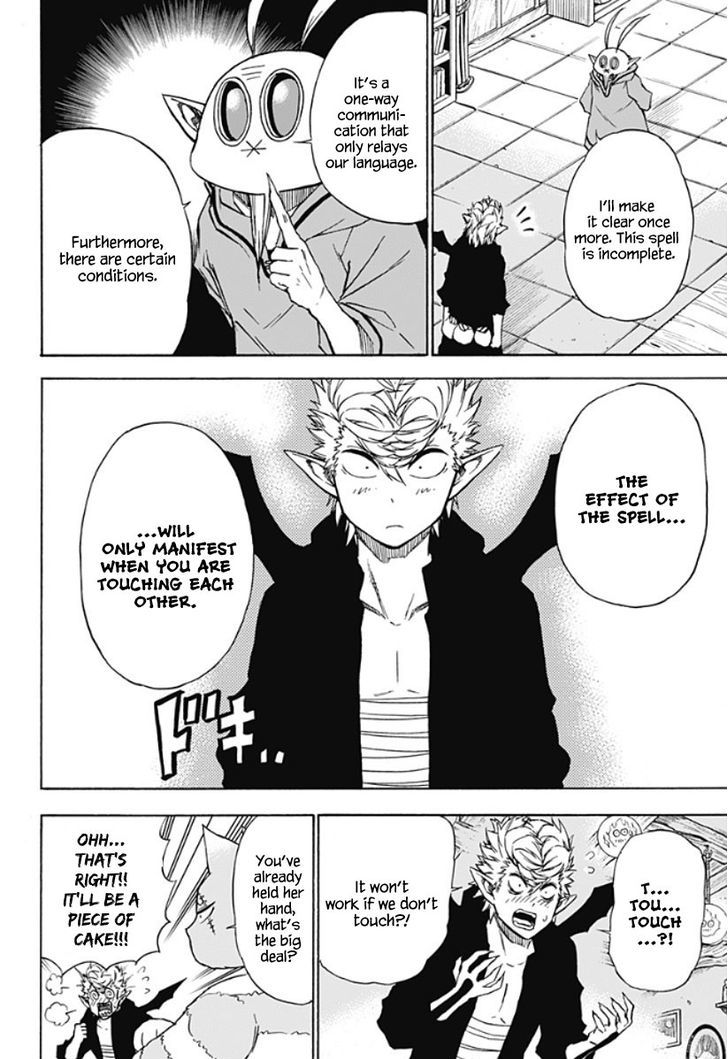 I'll make
it clear once
more. This spell
is incomplete.
It's a
one-way
communi-
cation that
only relays
our language.
Furthermore,
there are certain
conditions.
THE
EFFECT OF
THE SPELL...
...WILL
ONLY MANIFEST
WHEN YOU ARE
TOUCHING EACH
OTHER.
ドキ..
T...
TOU...
TOUCH
...?!
It won't
work if we don't
touch?!
You've
already
held her
hand,
what's
the big
deal?
OHH...
THAT'S
RIGHT!!
IT'LL BE A
PIECE OF
CAKE!!!